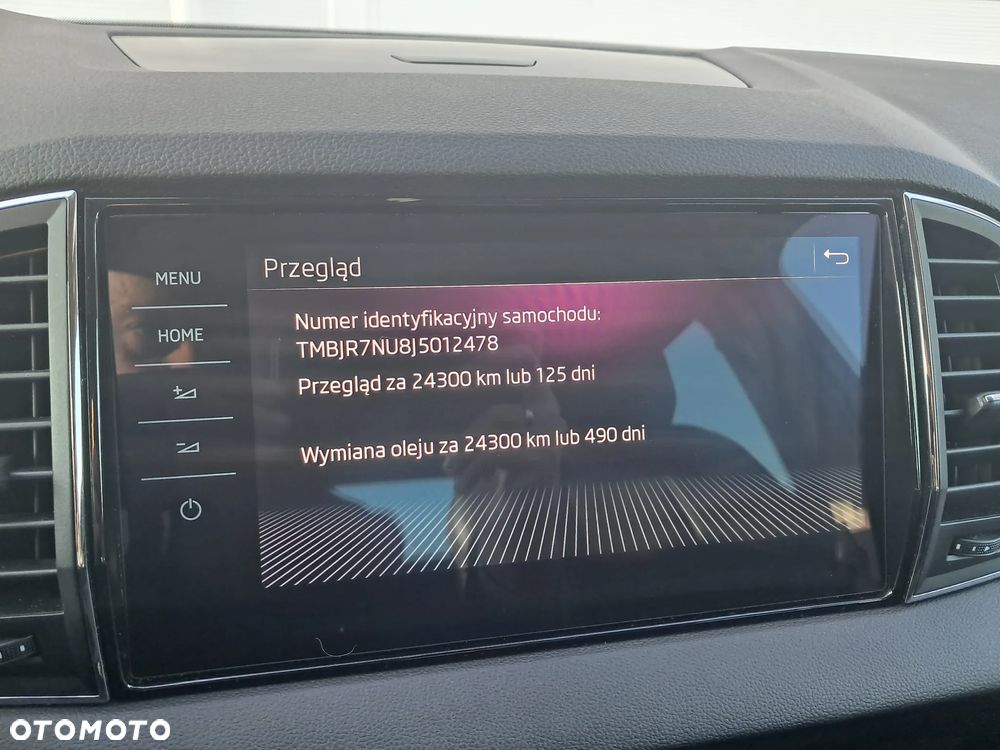 MENU
HOME
Przegląd
Numer identyfikacyjny samochodu:
TMBJR7NU8J5012478
Przegląd za 24300 km lub 125 dni
Wymiana oleju za 24300 km lub 490 dni
OTOMOTO